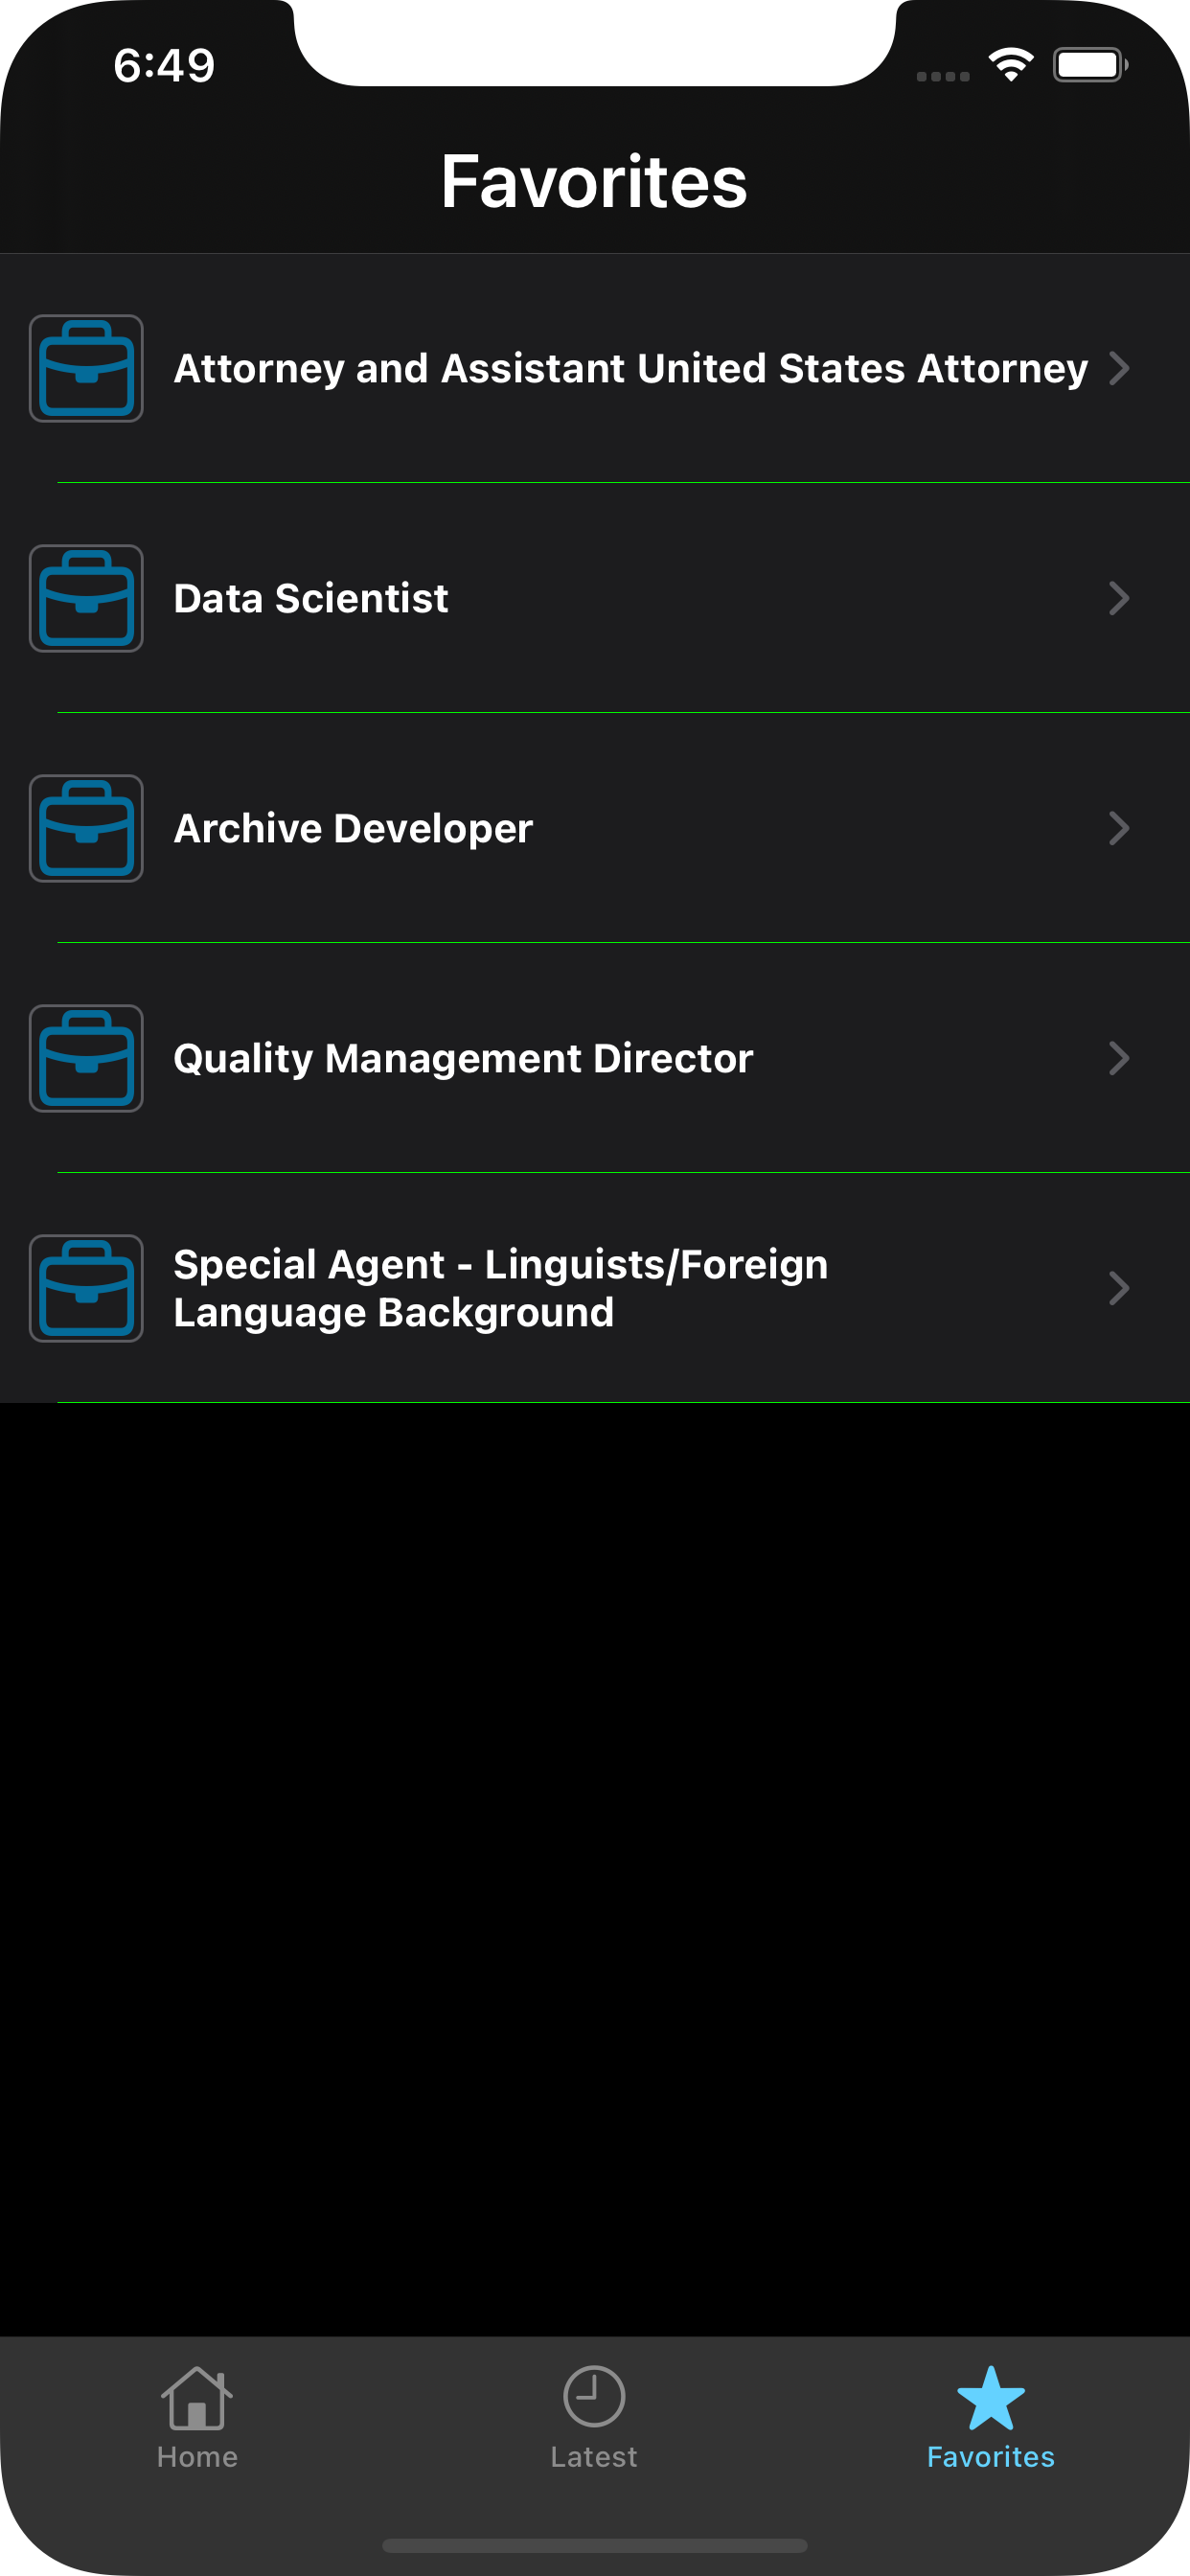 6:49
Favorites
Attorney and Assistant United States Attorney
Data Scientist
Archive Developer
Quality Management Director
Special Agent - Linguists/Foreign
Language Background
Home
Latest
Favorites